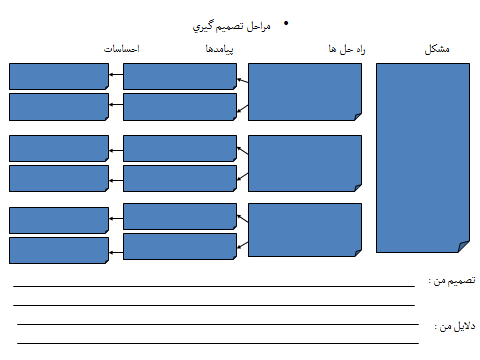 • مراحل تصميم گيري
مشکل راه حل ها پيامدها احساسات
تصميم من :
دلايل من :